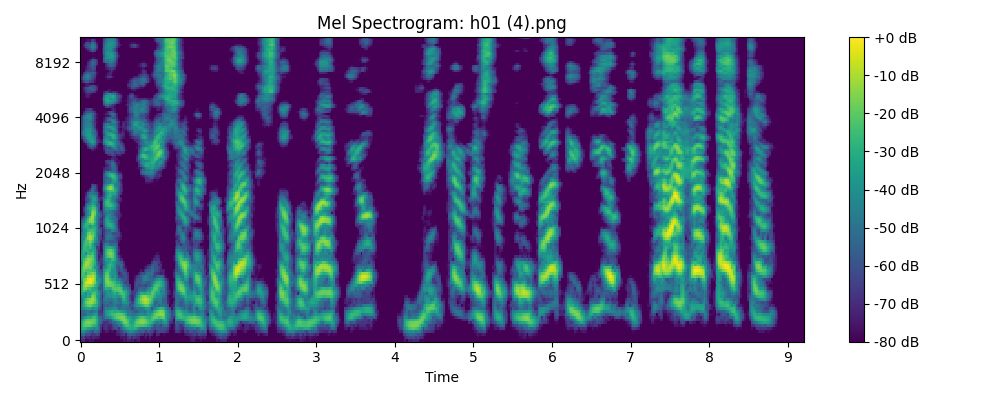 Mel Spectrogram: h01 (4).png
8192
4096
2048
1024
512
0
Hz
0 1 2 3 4 5 6 7 8 9
Time
+0 dB
-10 dB
-20 dB
-30 dB
-40 dB
-50 dB
-60 dB
-70 dB
-80 dB